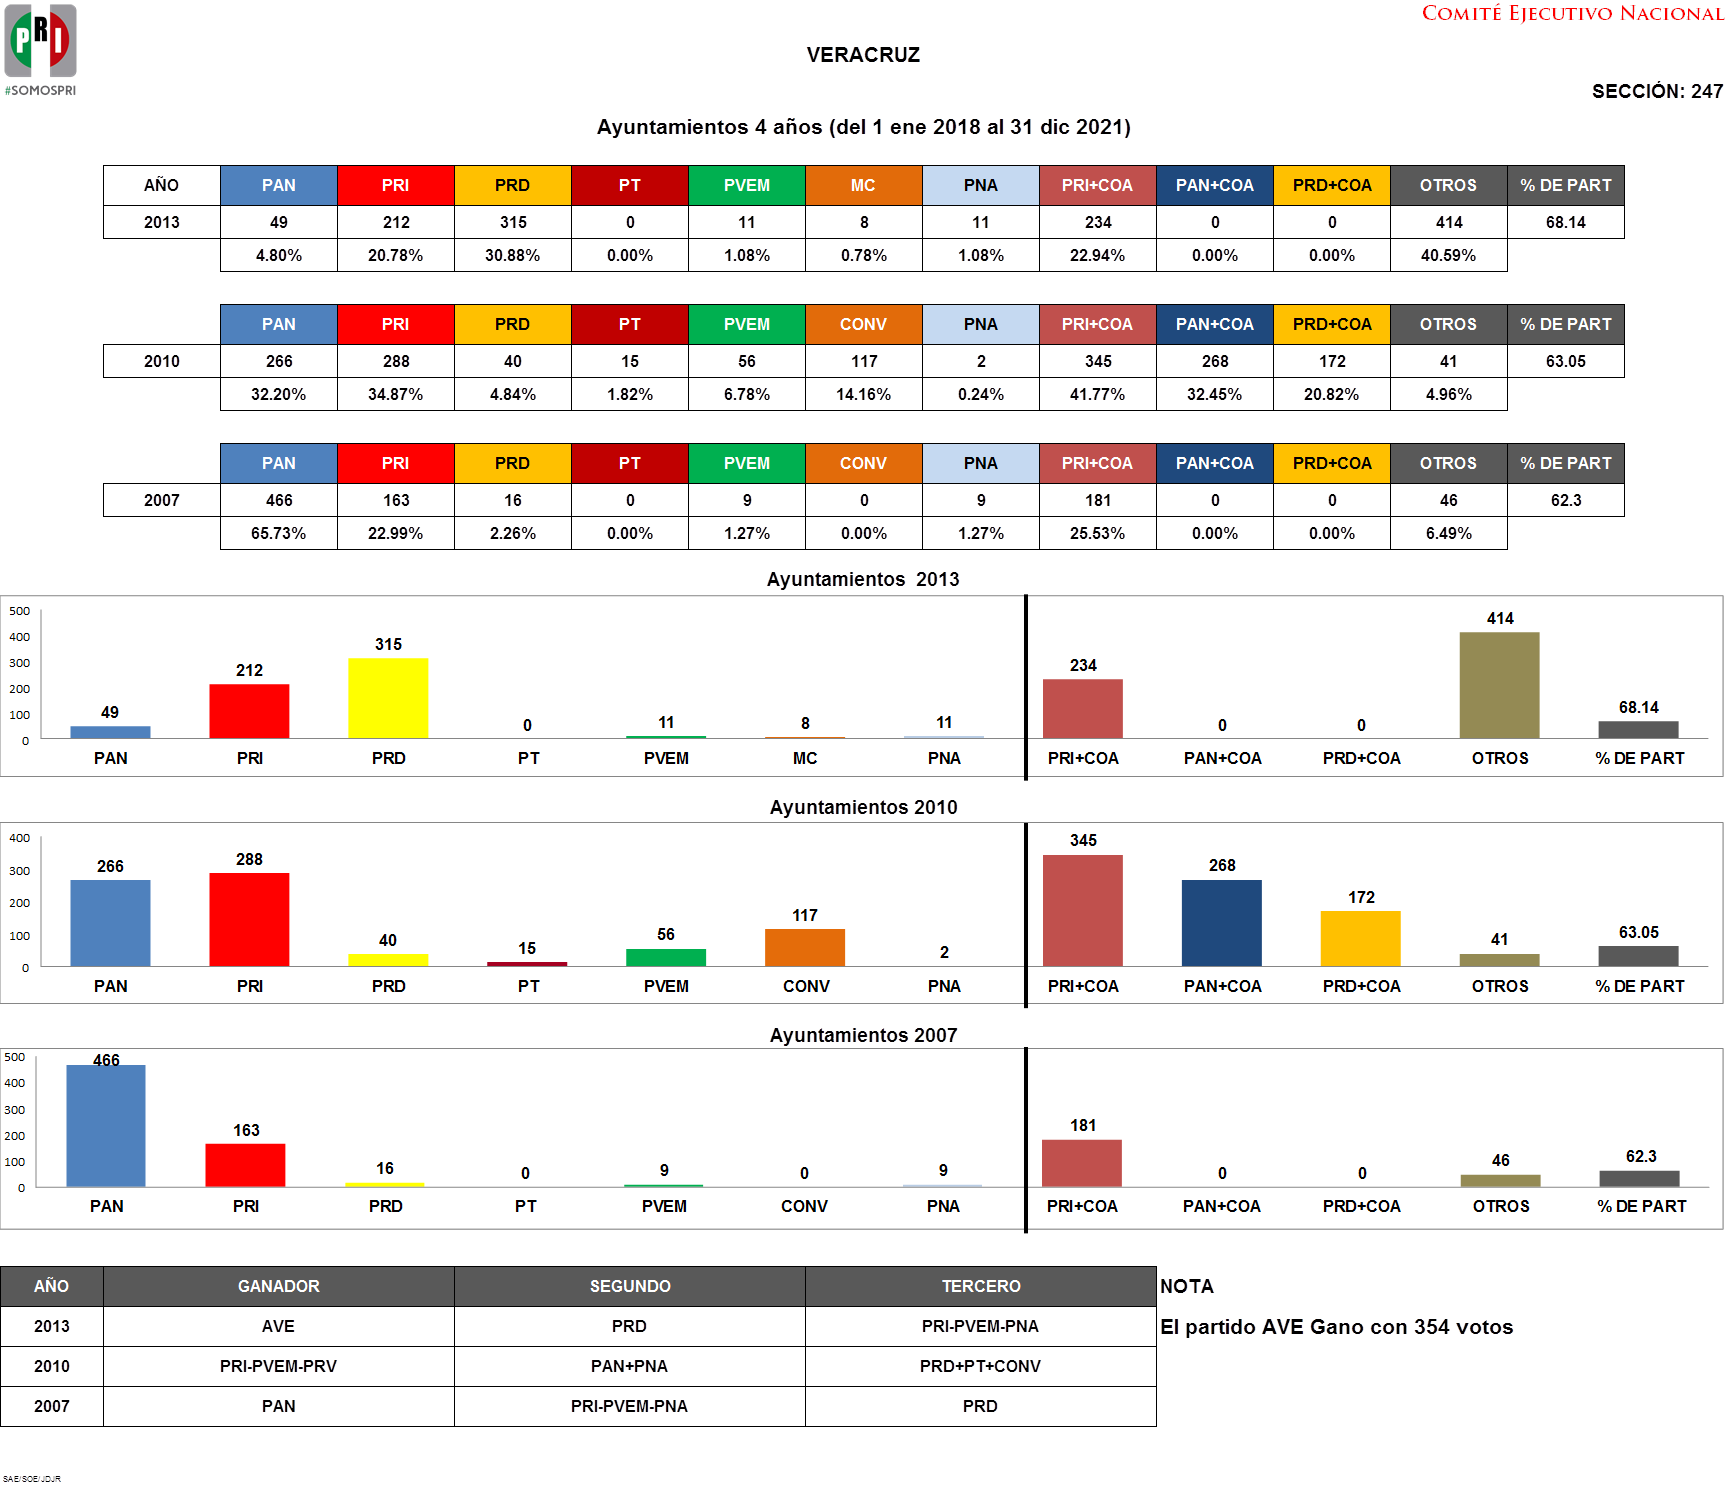 PRI
#SOMOSPRI
COMITÉ EJECUTIVO NACIONAL
VERACRUZ
SECCIÓN: 247
Ayuntamientos 4 años (del 1 ene 2018 al 31 dic 2021)
AÑO PAN PRI PRD PT PVEM MC PNA PRI+COA PAN+COA PRD+COA OTROS % DE PART
2013 49 212 315 0 11 8 11 234 0 0 414 68.14
4.80% 20.78% 30.88% 0.00% 1.08% 0.78% 1.08% 22.94% 0.00% 0.00% 40.59%
PAN PRI PRD PT PVEM CONV PNA PRI+COA PAN+COA PRD+COA OTROS % DE PART
2010 266 288 40 15 56 117 2 345 268 172 41 63.05
32.20% 34.87% 4.84% 1.82% 6.78% 14.16% 0.24% 41.77% 32.45% 20.82% 4.96%
PAN PRI PRD PT PVEM CONV PNA PRI+COA PAN+COA PRD+COA OTROS % DE PART
2007 466 163 16 0 9 0 9 181 0 0 46 62.3
65.73% 22.99% 2.26% 0.00% 1.27% 0.00% 1.27% 25.53% 0.00% 0.00% 6.49%
Ayuntamientos 2013
500
400
300
200
100
0
49 212 315 0 11 8 11 234 0 0 414 68.14
PAN PRI PRD PT PVEM MC PNA PRI+COA PAN+COA PRD+COA OTROS % DE PART
Ayuntamientos 2010
400
300
200
100
0
266 288 40 15 56 117 2 345 268 172 41 63.05
PAN PRI PRD PT PVEM CONV PNA PRI+COA PAN+COA PRD+COA OTROS % DE PART
Ayuntamientos 2007
500
400
300
200
100
0
466 163 16 0 9 0 9 181 0 0 46 62.3
PAN PRI PRD PT PVEM CONV PNA PRI+COA PAN+COA PRD+COA OTROS % DE PART
AÑO GANADOR SEGUNDO TERCERO NOTA
2013 AVE PRD PRI-PVEM-PNA El partido AVE Gano con 354 votos
2010 PRI-PVEM-PRV PAN+PNA PRD+PT+CONV
2007 PAN PRI-PVEM-PNA PRD
SAE/SOE/JDJR